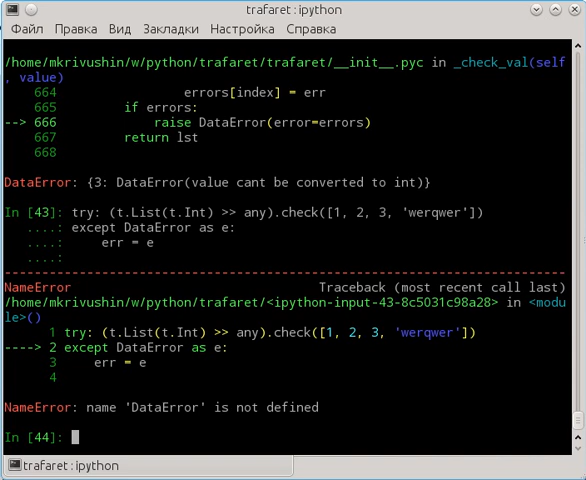 trafaret : ipython
Файл Правка Вид Закладки Настройка Справка
/home/mkrivushin/w/python/trafaret/trafaret/__init__.pyc in _check_val(self
, value)
664 errors[index] = err
665 if errors:
--> 666 raise DataError(error=errors)
667 return lst
668
DataError: {3: DataError(value cant be converted to int)}
In [43]: try: (t.List(t.Int) >> any).check([1, 2, 3, 'werqwer'])
....: except DataError as e:
....: err = e
....:
---------------------------------------------------------------------------
NameError Traceback (most recent call last)
/home/mkrivushin/w/python/trafaret/<ipython-input-43-8c5031c98a28> in <modu
le>()
1 try: (t.List(t.Int) >> any).check([1, 2, 3, 'werqwer'])
----> 2 except DataError as e:
3 err = e
4
NameError: name 'DataError' is not defined
In [44]:
trafaret : ipython